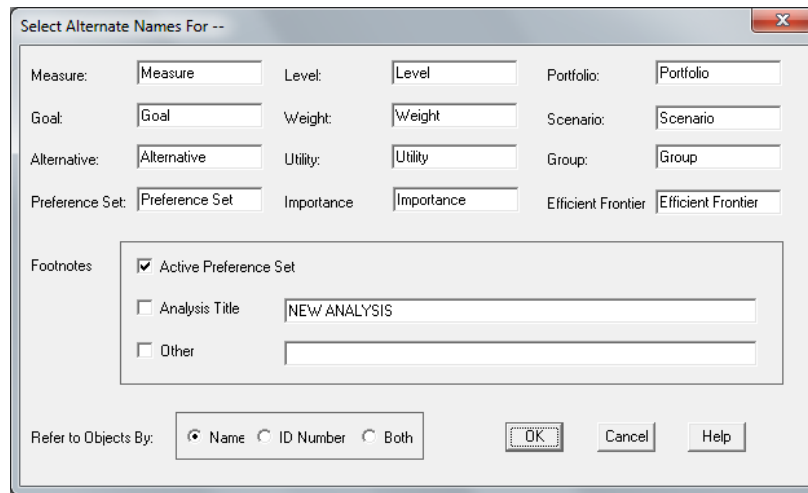 Select Alternate Names For --
Measure: Measure Level: Level Portfolio: Portfolio
Goal: Goal Weight: Weight Scenario: Scenario
Alternative: Alternative Utility: Utility Group: Group
Preference Set: Preference Set Importance Importance Efficient Frontier Efficient Frontier
Footnotes Active Preference Set
Analysis Title NEW ANALYSIS
Other
Refer to Objects By: Name ID Number Both OK Cancel Help